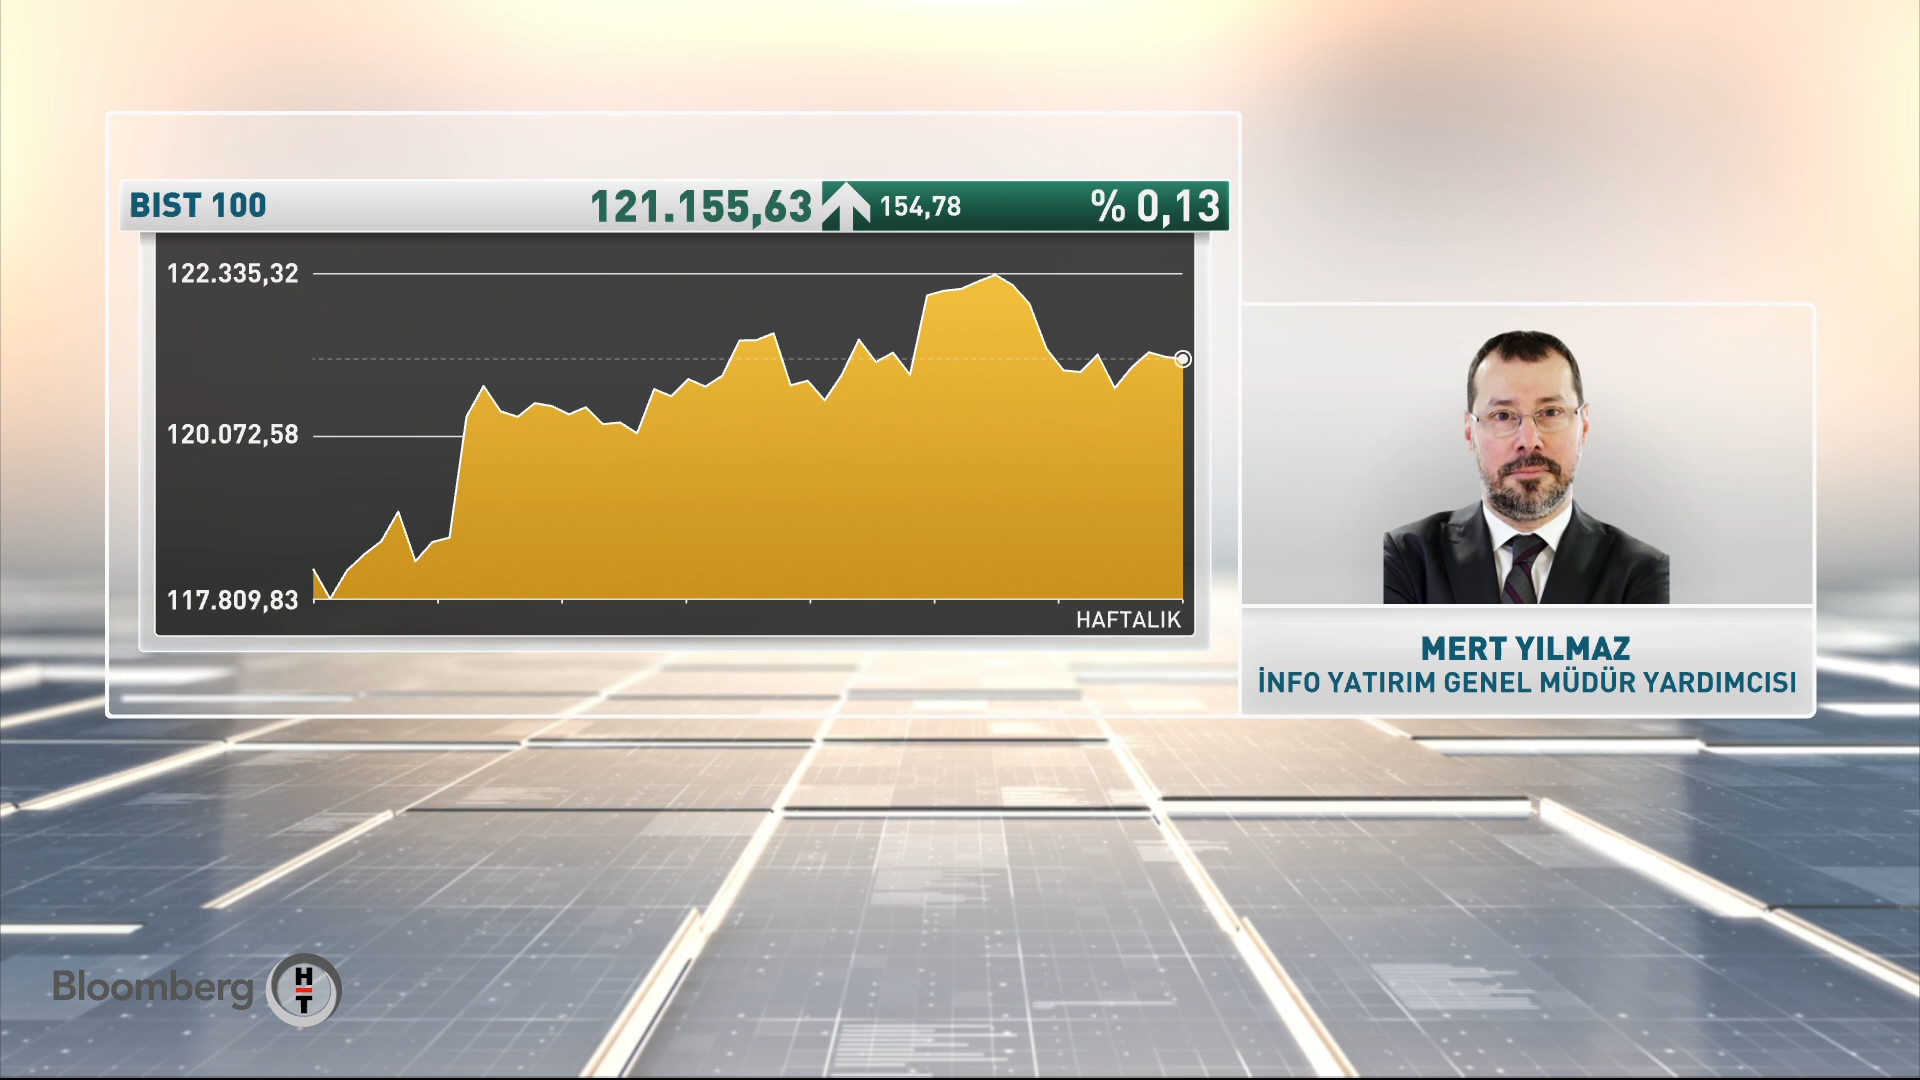 BIST 100 121.155,63 154,78 % 0,13
122.335,32
120.072,58
117.809,83
HAFTALIK
MERT YILMAZ
İNFO YATIRIM GENEL MÜDÜR YARDIMCISI
Bloomberg HT